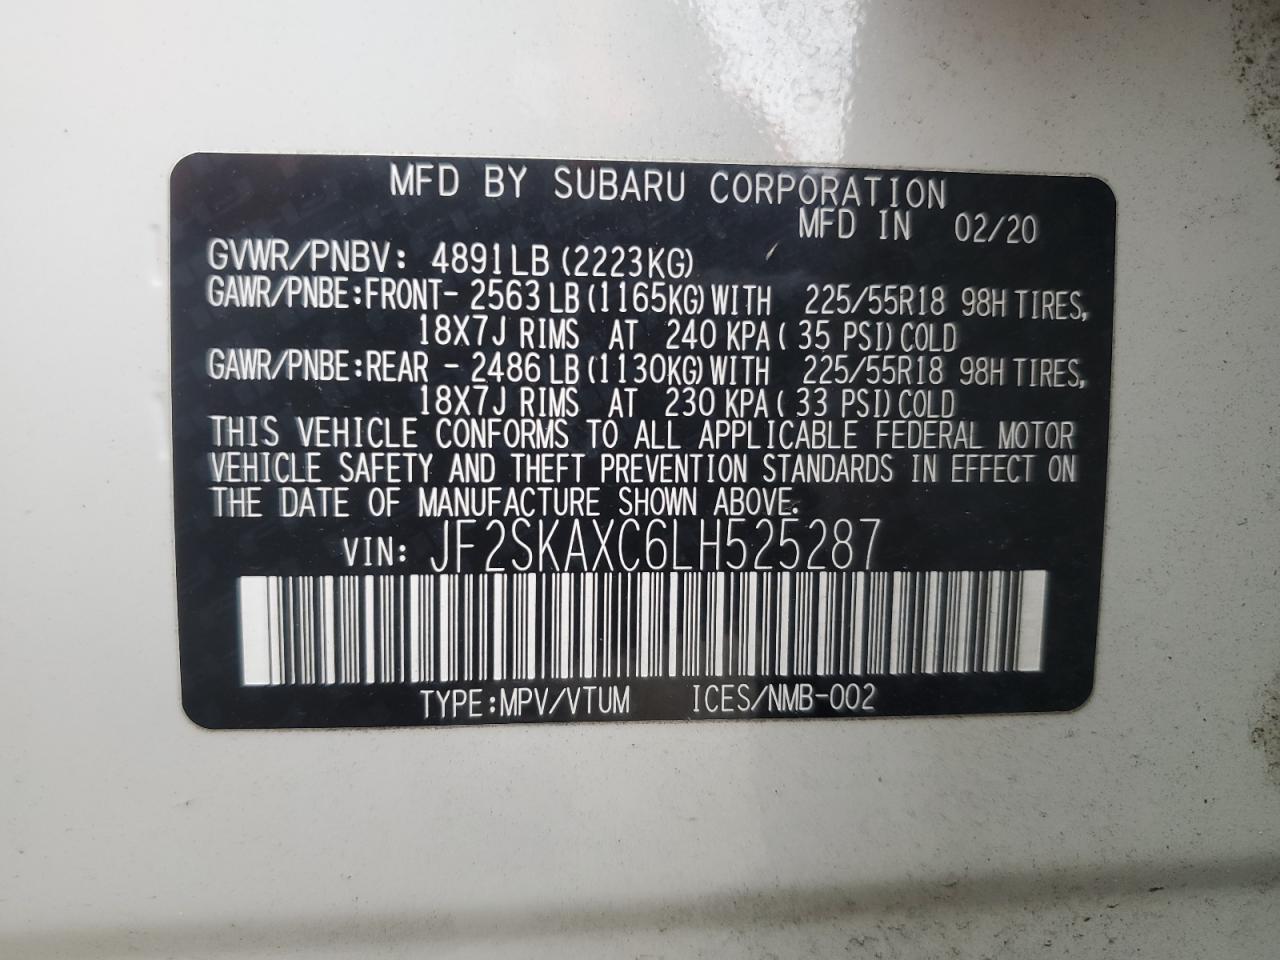 MFD BY SUBARU CORPORATION
MFD IN 02/20
GVWR/PNBV: 4891LB (2223KG)
GAWR/PNBE:FRONT- 2563LB (1165KG) WITH 225/55R18 98H TIRES,
18X7J RIMS AT 240 KPA( 35 PSI) COLD
GAWR/PNBE:REAR - 2486LB (1130KG) WITH 225/55R18 98H TIRES,
18X7J RIMS AT 230 KPA( 33 PSI) COLD
THIS VEHICLE CONFORMS TO ALL APPLICABLE FEDERAL MOTOR
VEHICLE SAFETY AND THEFT PREVENTION STANDARDS IN EFFECT ON
THE DATE OF MANUFACTURE SHOWN ABOVE.
VIN: JF2SKAXC6LH525287
TYPE:MPV/VTUM ICES/NMB-002